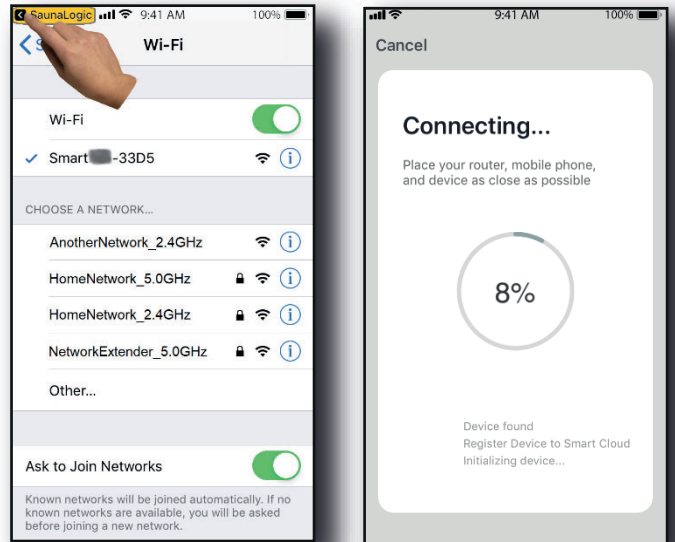 SaunaLogic 9:41 AM 100%
Wi-Fi
Wi-Fi
Smart -33D5
CHOOSE A NETWORK...
AnotherNetwork_2.4GHz
HomeNetwork_5.0GHz
HomeNetwork_2.4GHz
NetworkExtender_5.0GHz
Other...
Ask to Join Networks
Known networks will be joined automatically. If no
known networks are available, you will be asked
before joining a new network.
9:41 AM 100%
Cancel
Connecting...
Place your router, mobile phone,
and device as close as possible
8%
Device found
Register Device to Smart Cloud
Initializing device...